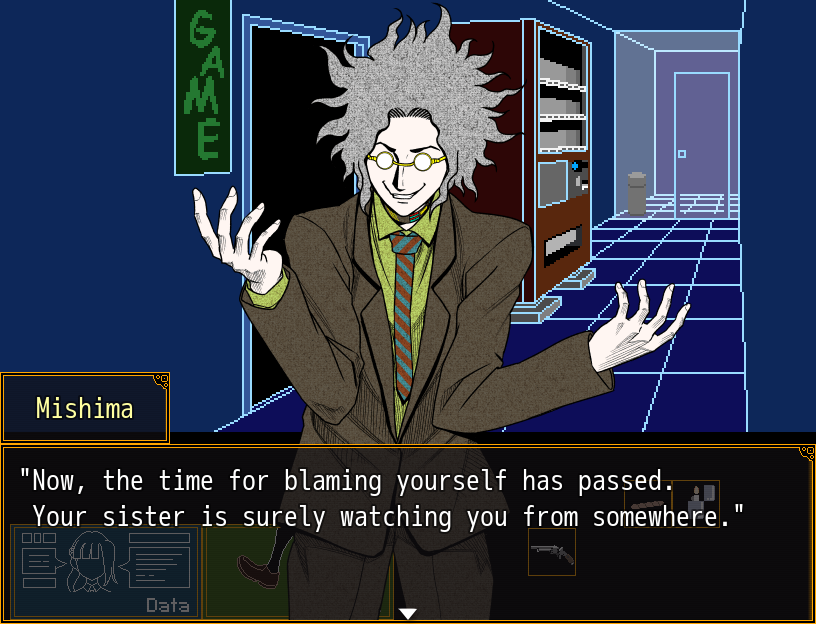 GAME
Mishima
"Now, the time for blaming yourself has passed.
Your sister is surely watching you from somewhere."
Data